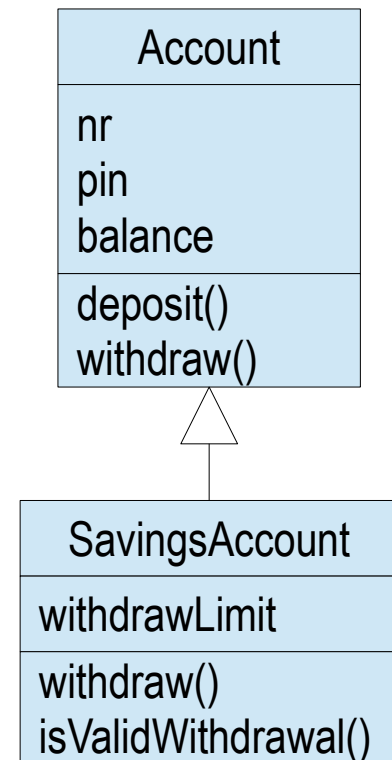 Account
nr
pin
balance
deposit()
withdraw()
SavingsAccount
withdrawLimit
withdraw()
isValidWithdrawal()